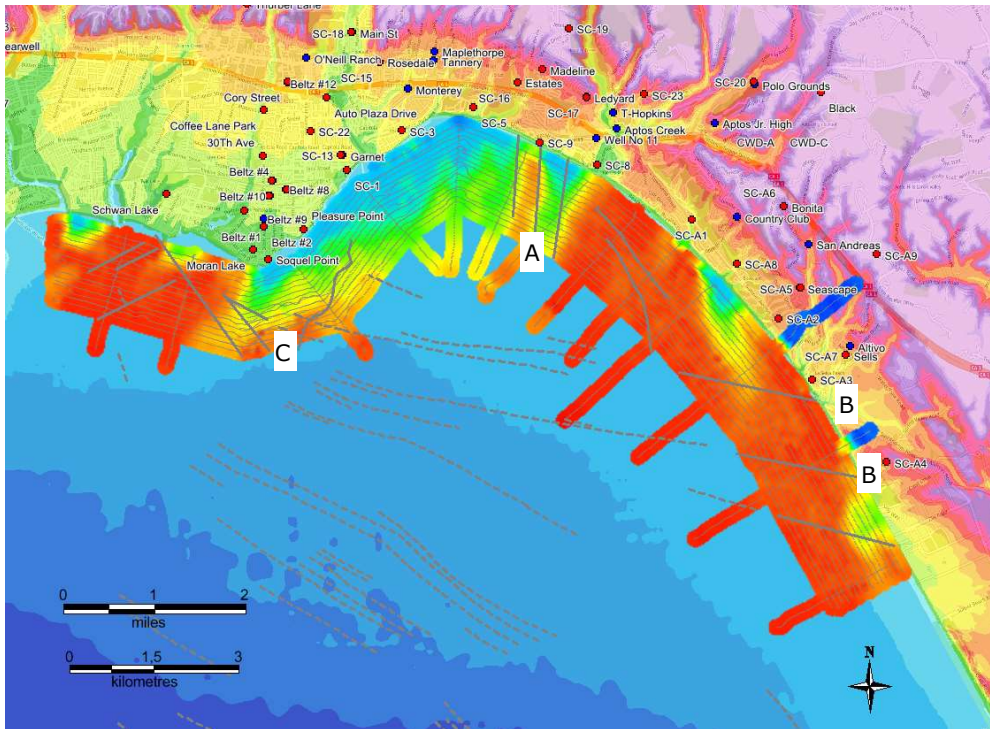 Thurber Lane
earwell
SC-18
Main St
SC-19
O'Neill Ranch
Rosedale
Maplethorpe
Tannery
Madeline
Estates
SC-15
Beltz #12
Monterey
SC-20
Polo Grounds
Black
Cory Street
Auto Plaza Drive
SC-16
SC-17
Ledyard
SC-23
T-Hopkins
Coffee Lane Park
SC-22
SC-3
SC-5
Aptos Creek
Aptos Jr. High
30Th Ave
SC-9
Well No 11
CWD-A
CWD-C
SC-13
Garnet
SC-8
Beltz #4
SC-1
Beltz #10
Beltz #8
SC-A6
Bonita
Schwan Lake
Beltz #9
Pleasure Point
SC-A1
Country Club
Beltz #1
Beltz #2
San Andreas
SC-A9
Moran Lake
Soquel Point
A
SC-A8
SC-A5
Seascape
SC-A2
C
Altivo
SC-A7
Sells
SC-A3
B
SC-A4
B
0 1 2
miles
0 1,5 3
kilometres
N